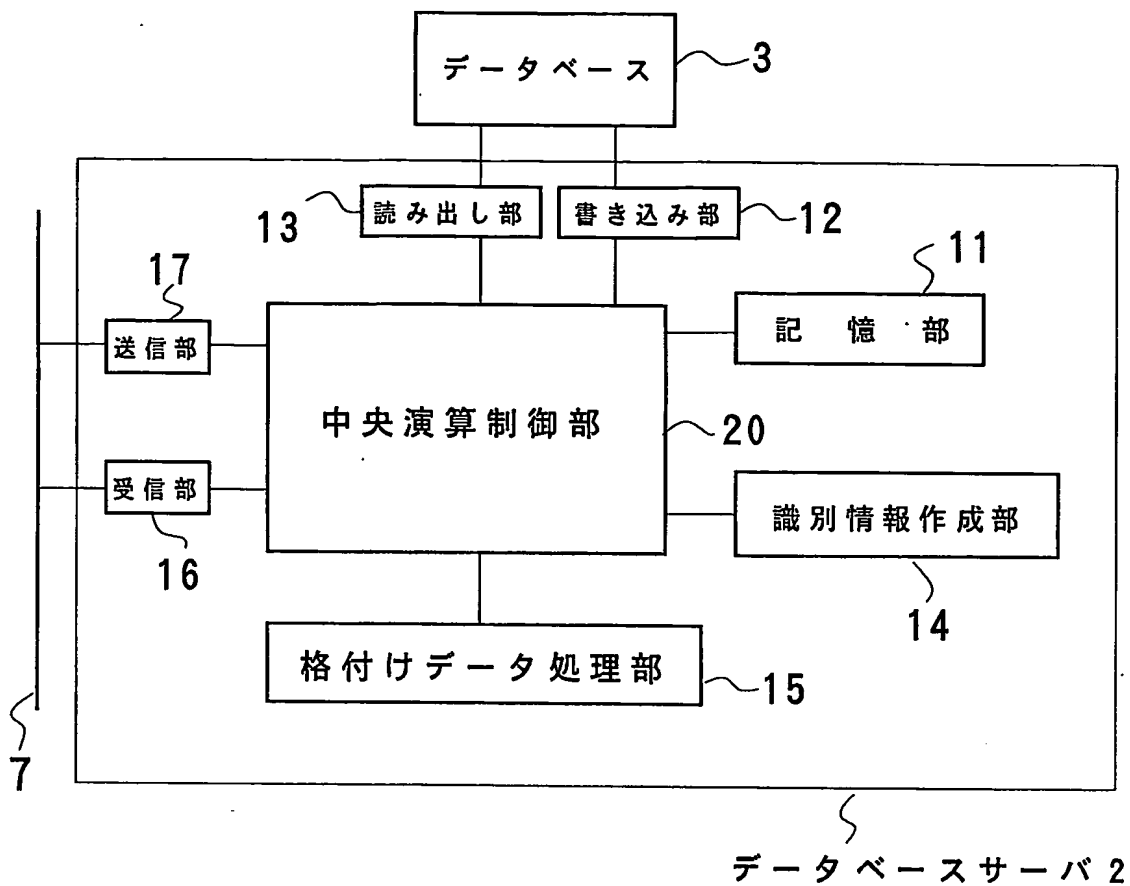 データベース
3
13
読み出し部
書き込み部
12
17
11
送信部
記憶部
中央演算制御部
20
受信部
識別情報作成部
16
14
格付けデータ処理部
15
7
データベースサーバ2